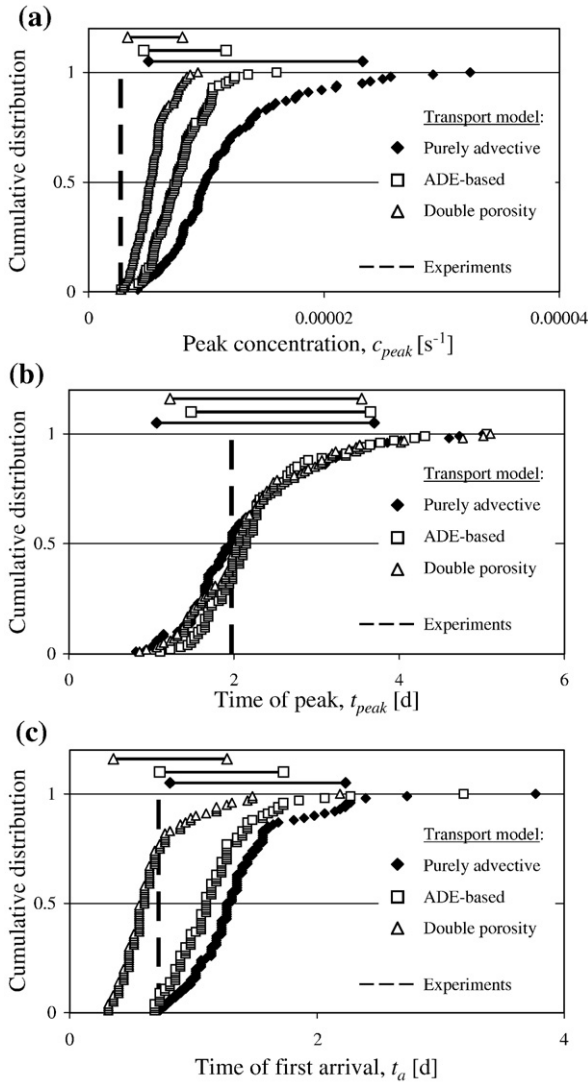 (a)
Cumulative distribution
1
0.5
0
Transport model:
Purely advective
ADE-based
Double porosity
Experiments
0 0.00002 0.00004
Peak concentration, c_peak [s^-1]
(b)
Cumulative distribution
1
0.5
0
Transport model:
Purely advective
ADE-based
Double porosity
Experiments
0 2 4 6
Time of peak, t_peak [d]
(c)
Cumulative distribution
1
0.5
0
Transport model:
Purely advective
ADE-based
Double porosity
Experiments
0 2 4
Time of first arrival, t_a [d]